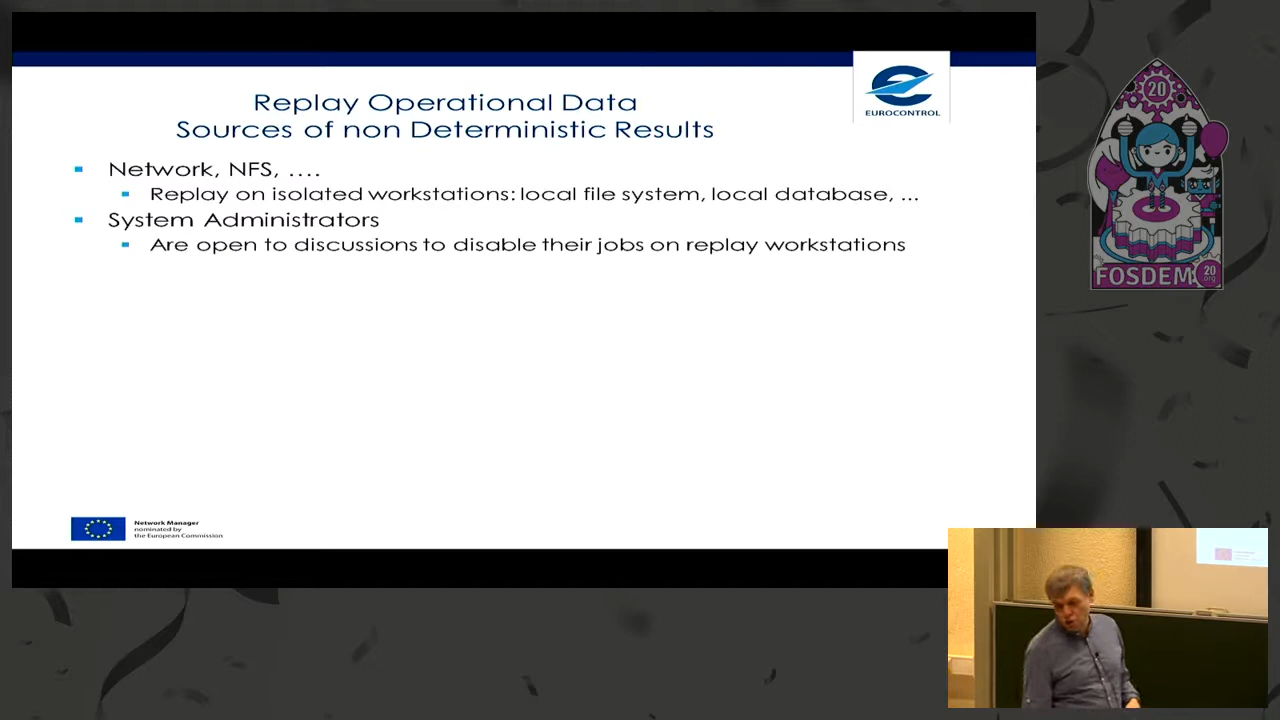 Replay Operational Data
Sources of non Deterministic Results
EUROCONTROL
Network, NFS, ....
Replay on isolated workstations: local file system, local database, ...
System Administrators
Are open to discussions to disable their jobs on replay workstations
Network Manager
nominated by
the European Commission
20
FOSDEM
20
.org